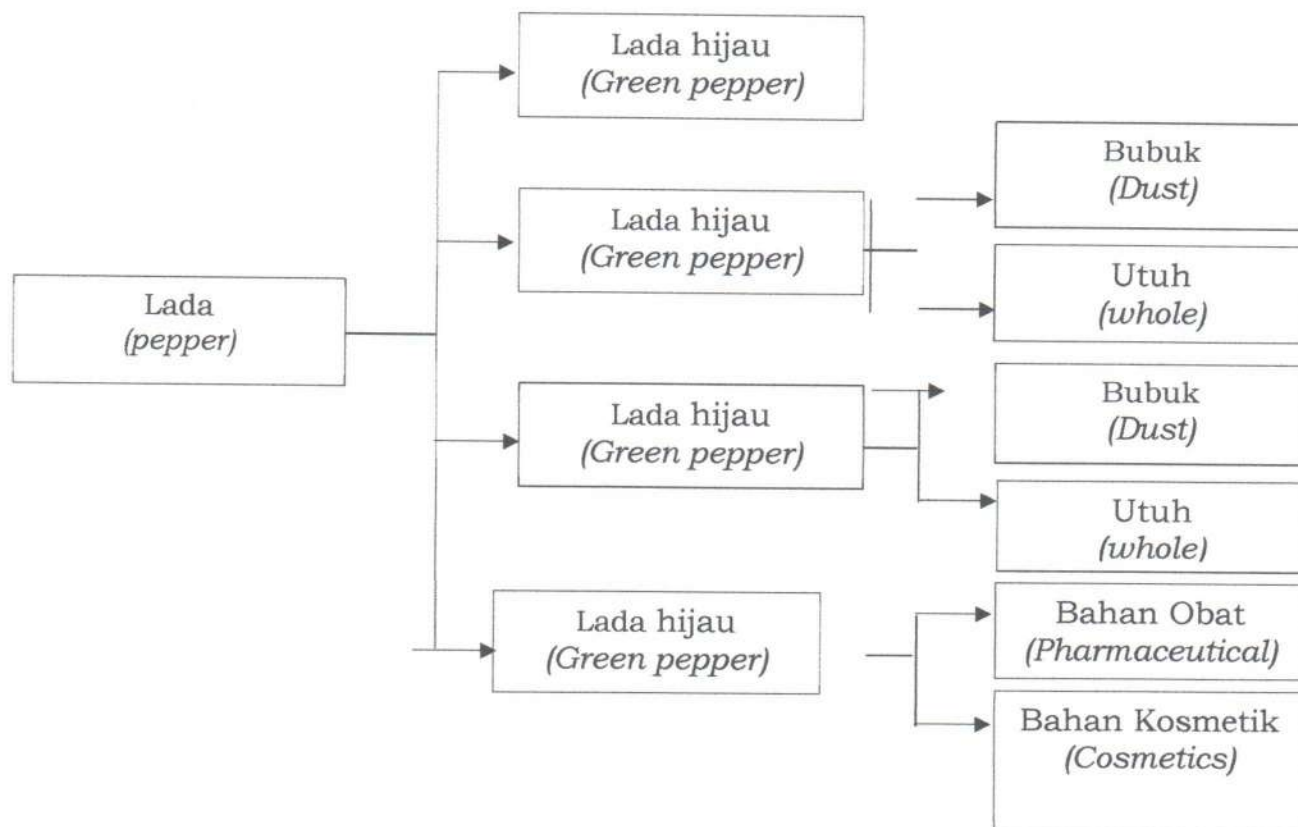 Lada hijau
(Green pepper)
Bubuk
(Dust)
Lada hijau
(Green pepper)
Utuh
(whole)
Lada
(pepper)
Lada hijau
(Green pepper)
Bubuk
(Dust)
Utuh
(whole)
Lada hijau
(Green pepper)
Bahan Obat
(Pharmaceutical)
Bahan Kosmetik
(Cosmetics)